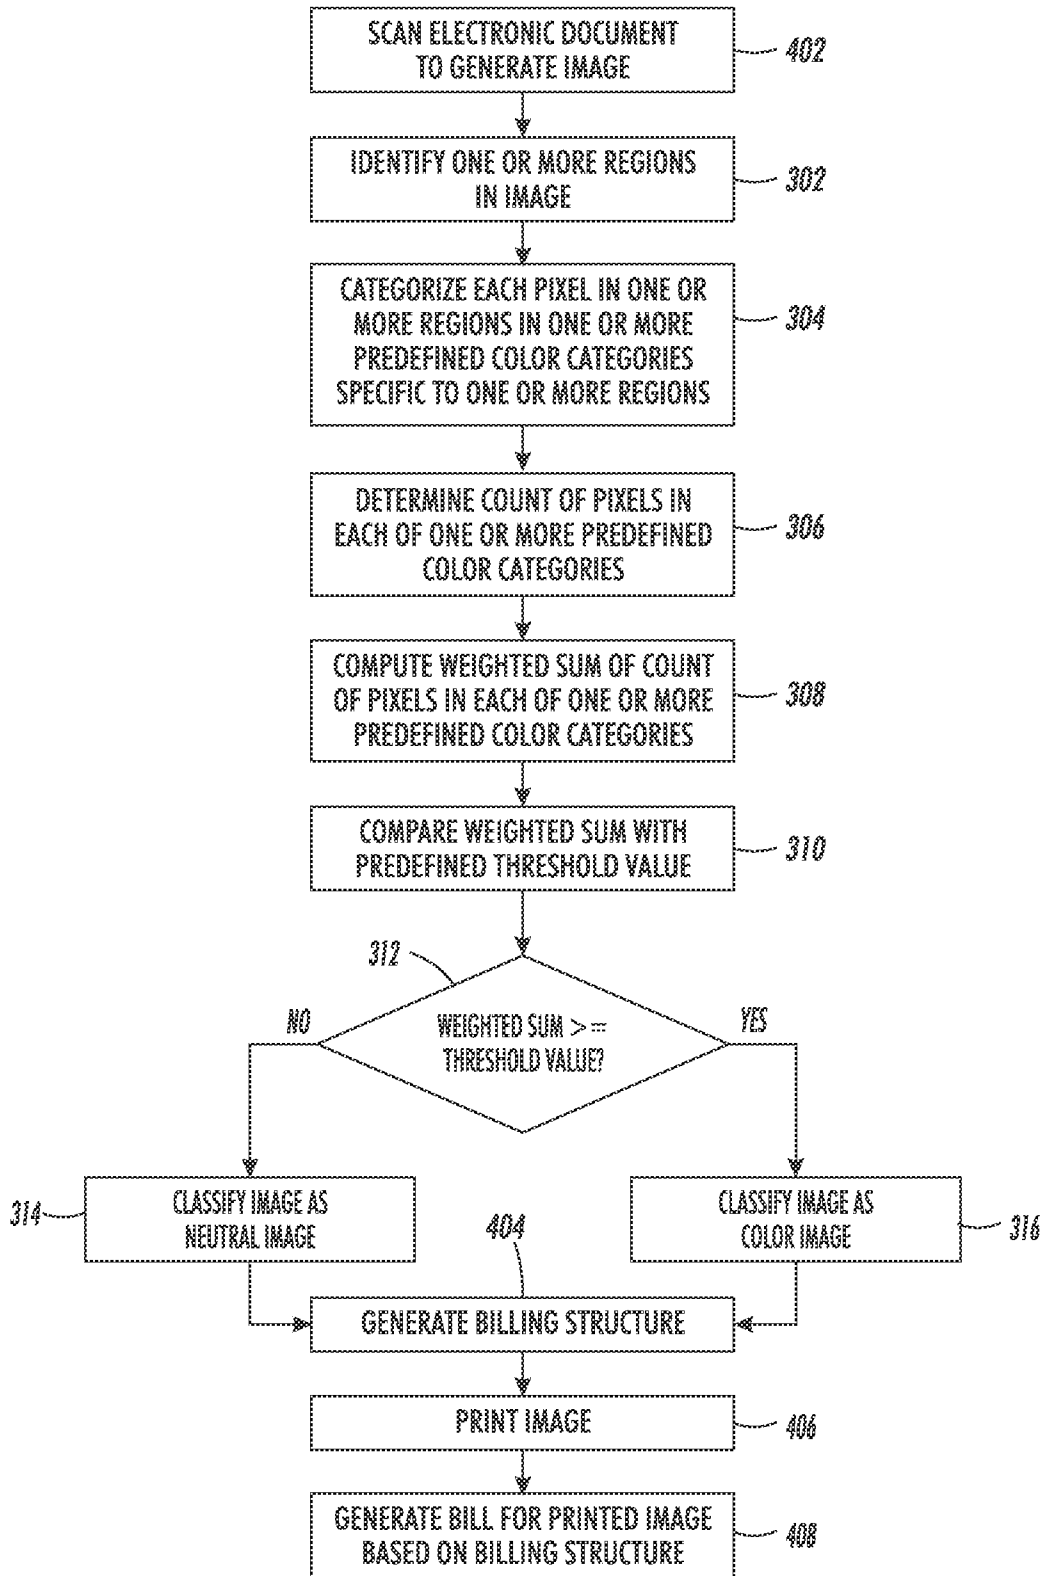 SCAN ELECTRONIC DOCUMENT
TO GENERATE IMAGE
402
IDENTIFY ONE OR MORE REGIONS
IN IMAGE
302
CATEGORIZE EACH PIXEL IN ONE OR
MORE REGIONS IN ONE OR MORE
PREDEFINED COLOR CATEGORIES
SPECIFIC TO ONE OR MORE REGIONS
304
DETERMINE COUNT OF PIXELS IN
EACH OF ONE OR MORE PREDEFINED
COLOR CATEGORIES
306
COMPUTE WEIGHTED SUM OF COUNT
OF PIXELS IN EACH OF ONE OR MORE
PREDEFINED COLOR CATEGORIES
308
COMPARE WEIGHTED SUM WITH
PREDEFINED THRESHOLD VALUE
310
312
NO
WEIGHTED SUM >=
THRESHOLD VALUE?
YES
314
CLASSIFY IMAGE AS
NEUTRAL IMAGE
CLASSIFY IMAGE AS
COLOR IMAGE
316
404
GENERATE BILLING STRUCTURE
PRINT IMAGE
406
GENERATE BILL FOR PRINTED IMAGE
BASED ON BILLING STRUCTURE
408